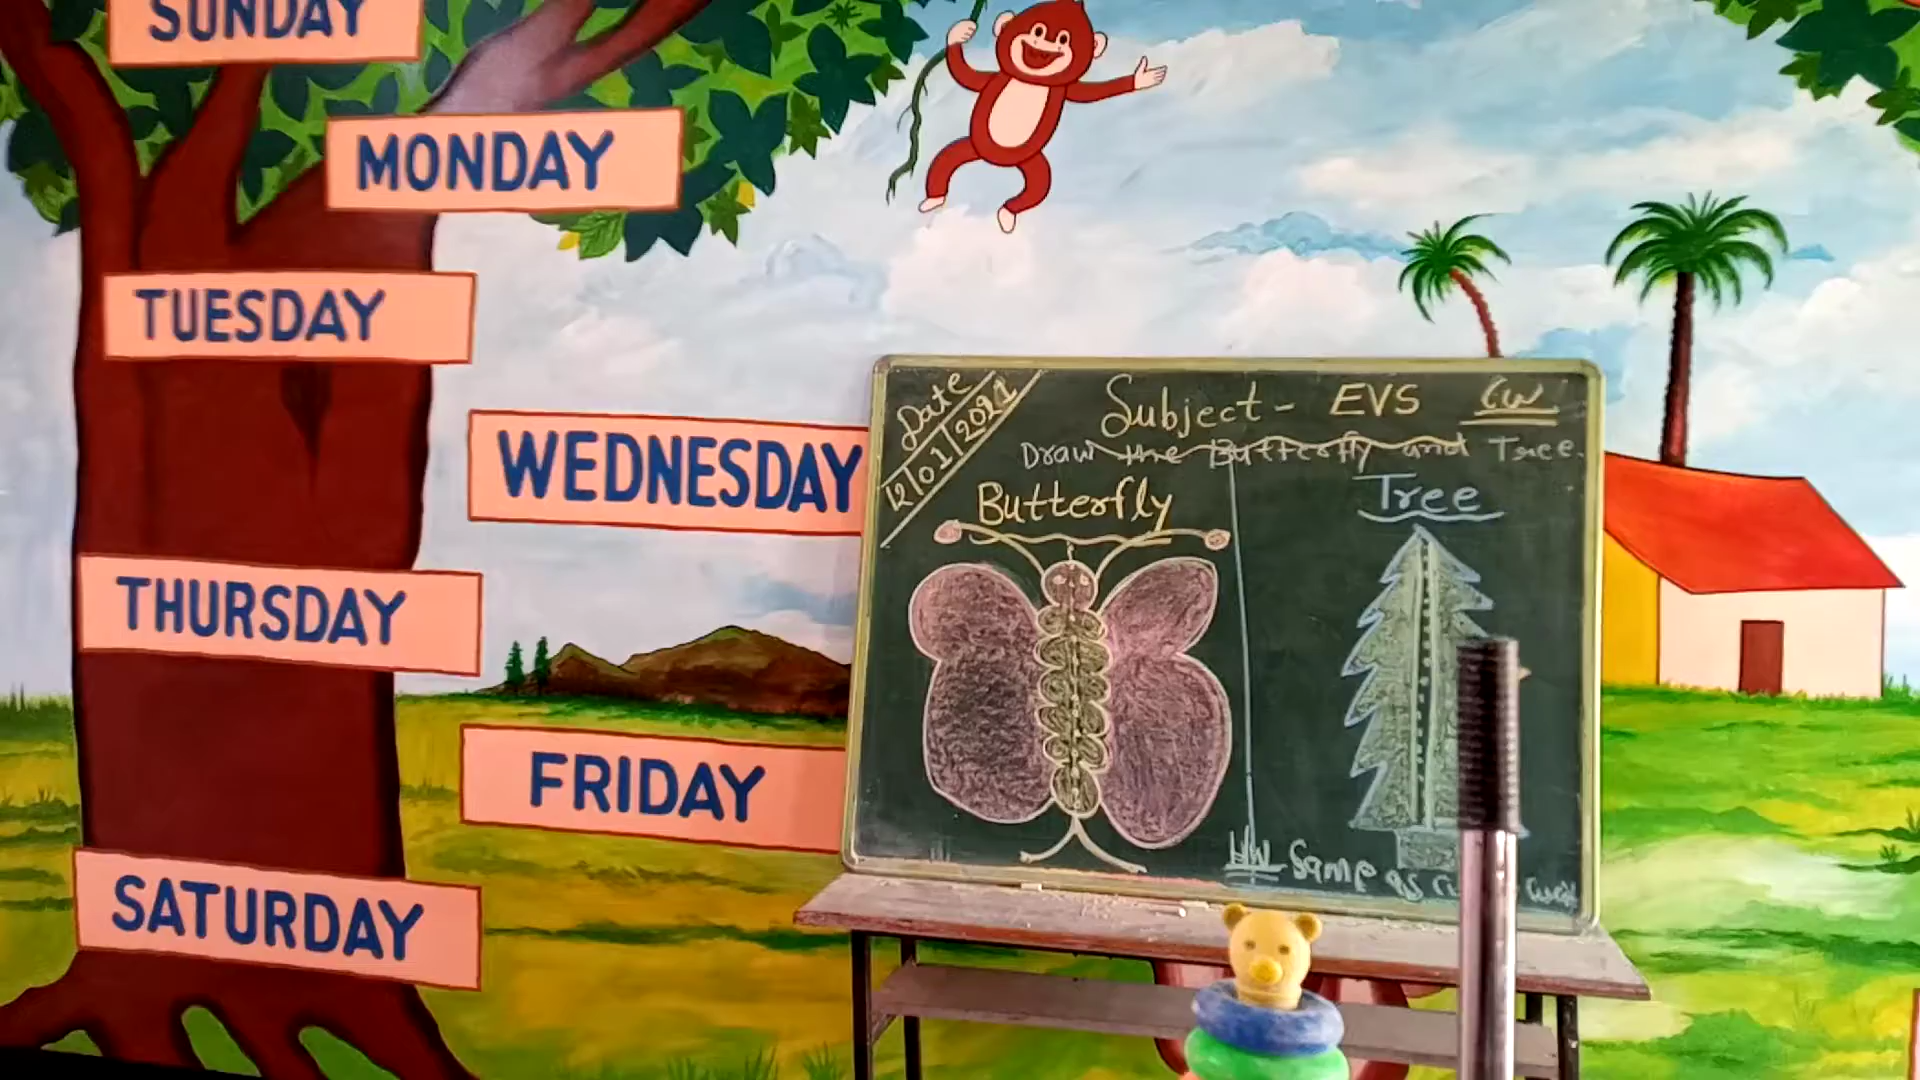 SUNDAY
MONDAY
TUESDAY
WEDNESDAY
THURSDAY
FRIDAY
SATURDAY
Date
12/01/2021
Subject- EVS CW
Draw the Butterfly and Tree.
Butterfly
Tree
HW Same as